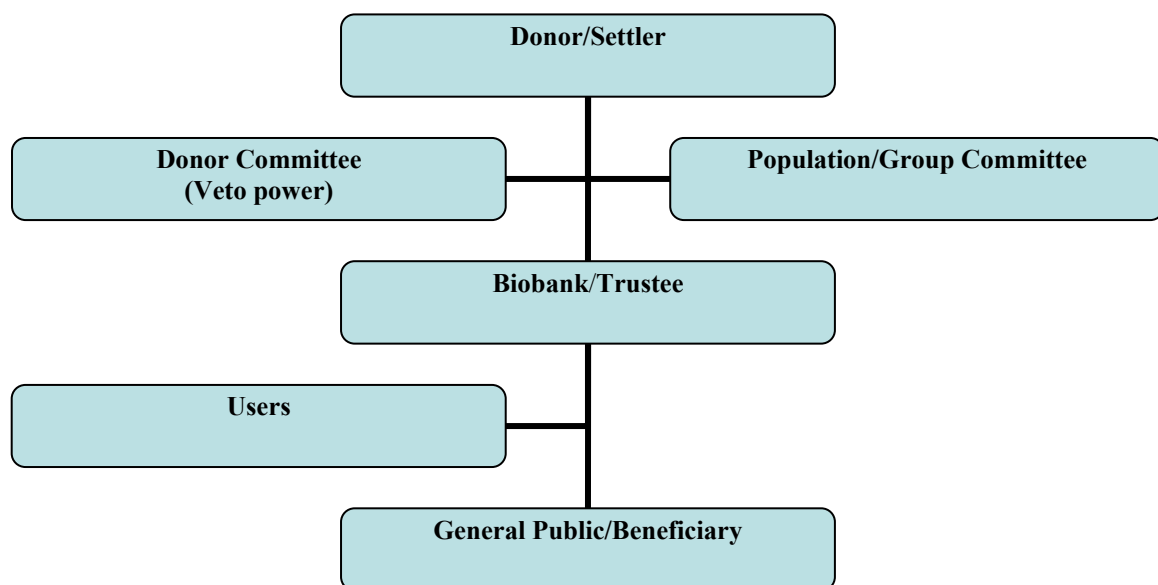 Donor/Settler
Donor Committee
(Veto power)
Population/Group Committee
Biobank/Trustee
Users
General Public/Beneficiary